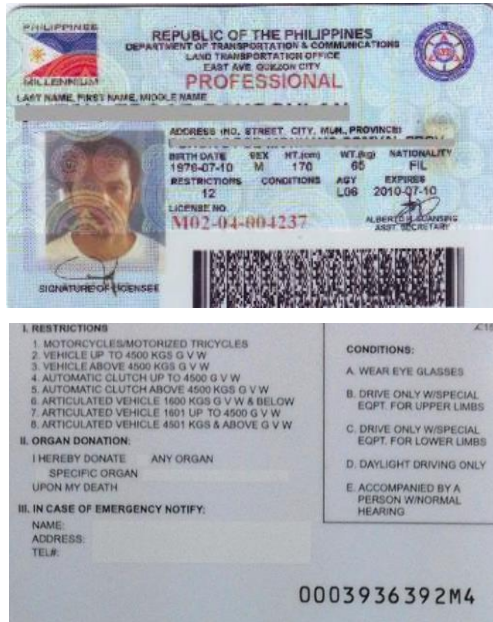 PHILIPPINES
MILLENNIUM
REPUBLIC OF THE PHILIPPINES
DEPARTMENT OF TRANSPORTATION & COMMUNICATIONS
LAND TRANSPORTATION OFFICE
EAST AVE QUEZON CITY
PROFESSIONAL
LAST NAME, FIRST NAME, MIDDLE NAME
ADDRESS (NO, STREET, CITY, MUN., PROVINCE)
BIRTH DATE SEX HT.(cm) WT.(kg) NATIONALITY
1976-07-10 M 170 65 FIL
RESTRICTIONS CONDITIONS AGY EXPIRES
12 L06 2010-07-10
LICENSE NO.
M02-04-004237
ASST. SECRETARY
SIGNATURE OF LICENSEE
I. RESTRICTIONS
1. MOTORCYCLES/MOTORIZED TRICYCLES
2. VEHICLE UP TO 4500 KGS G V W
3. VEHICLE ABOVE 4500 KGS G V W
4. AUTOMATIC CLUTCH UP TO 4500 G V W
5. AUTOMATIC CLUTCH ABOVE 4500 KGS G V W
6. ARTICULATED VEHICLE 1600 KGS G V W & BELOW
7. ARTICULATED VEHICLE 1601 UP TO 4500 G V W
8. ARTICULATED VEHICLE 4501 KGS & ABOVE G V W
II. ORGAN DONATION:
I HEREBY DONATE ANY ORGAN
SPECIFIC ORGAN
UPON MY DEATH
III. IN CASE OF EMERGENCY NOTIFY:
NAME:
ADDRESS:
TEL#:
CONDITIONS:
A. WEAR EYE GLASSES
B. DRIVE ONLY W/SPECIAL
EQPT. FOR UPPER LIMBS
C. DRIVE ONLY W/SPECIAL
EQPT. FOR LOWER LIMBS
D. DAYLIGHT DRIVING ONLY
E. ACCOMPANIED BY A
PERSON W/NORMAL
HEARING
0003936392M4